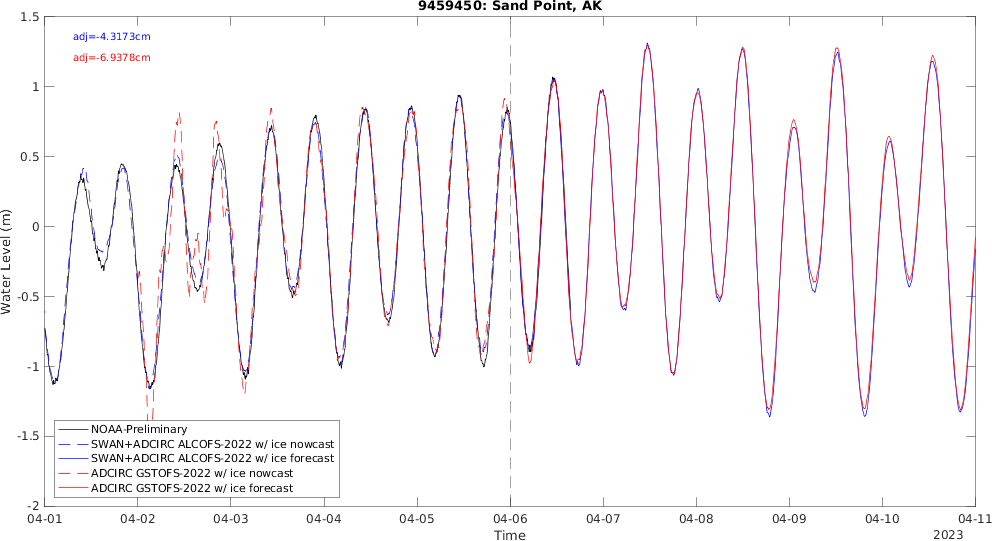 9459450: Sand Point, AK
adj=-4.3173cm
adj=-6.9378cm
Water Level (m)
1.5
1
0.5
0
-0.5
-1
-1.5
-2
NOAA-Preliminary
SWAN+ADCIRC ALCOFS-2022 w/ ice nowcast
SWAN+ADCIRC ALCOFS-2022 w/ ice forecast
ADCIRC GSTOFS-2022 w/ ice nowcast
ADCIRC GSTOFS-2022 w/ ice forecast
04-01 04-02 04-03 04-04 04-05 04-06 04-07 04-08 04-09 04-10 04-11
Time
2023